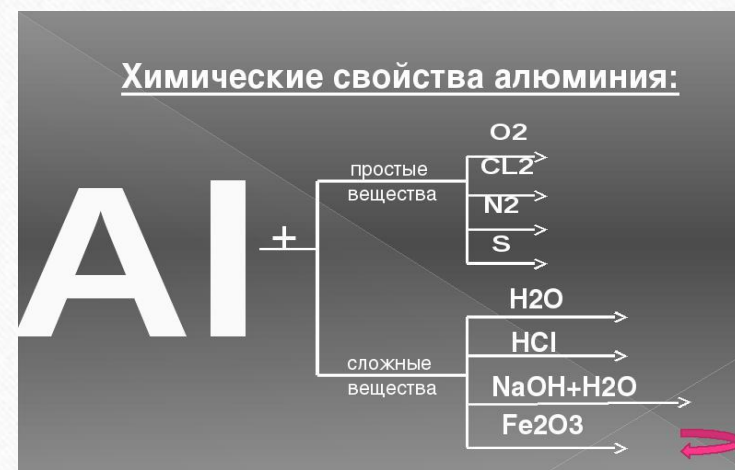 Химические свойства алюминия:
Al
+
простые
вещества
O2
CL2
N2
S
сложные
вещества
H2O
HCl
NaOH+H2O
Fe2O3